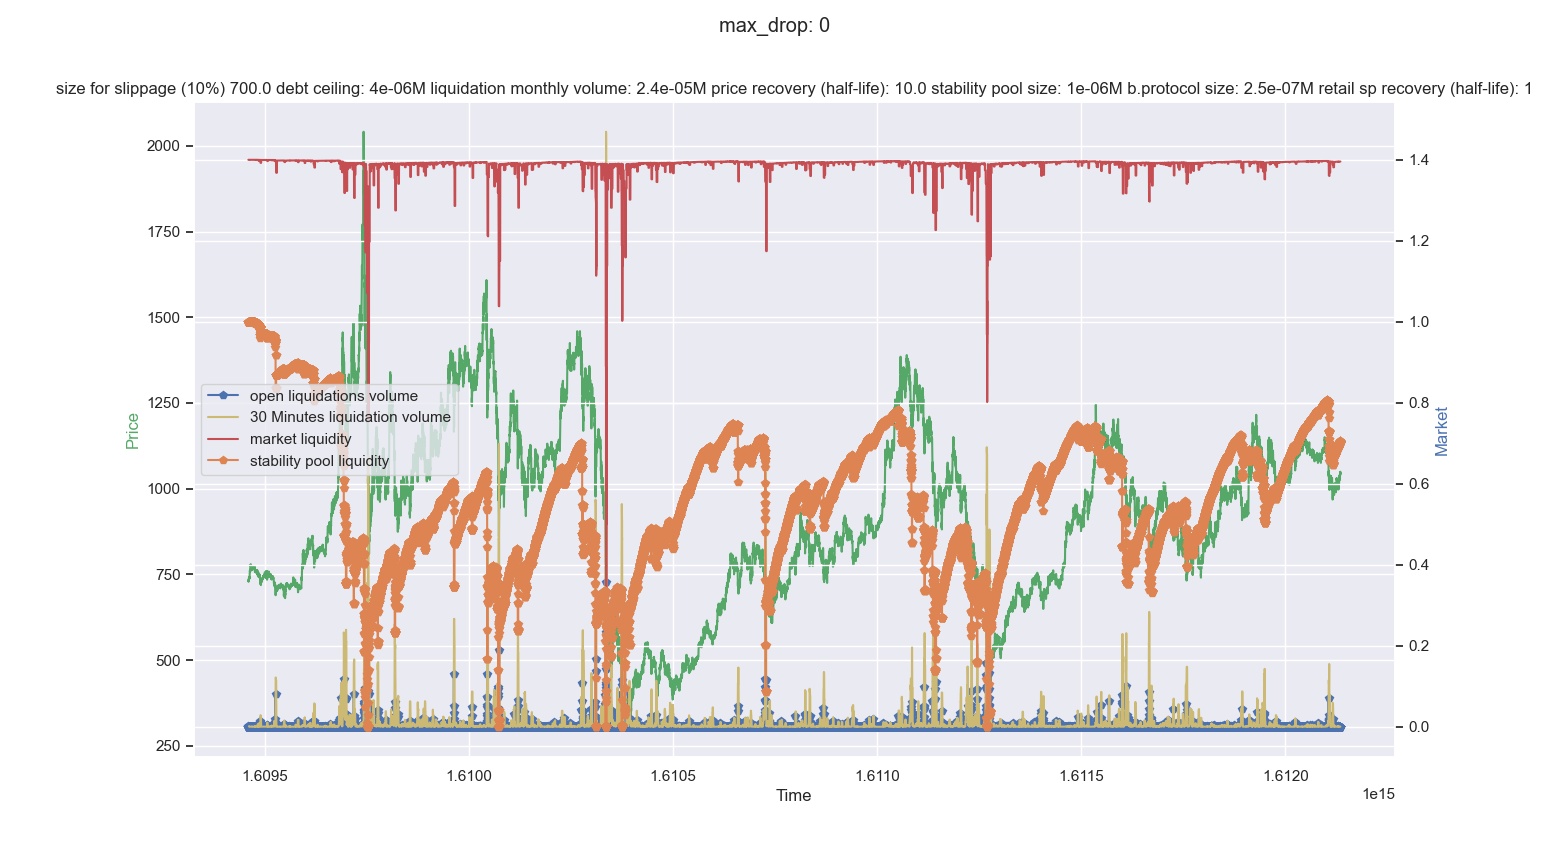 max_drop: 0
size for slippage (10%) 700.0 debt ceiling: 4e-06M liquidation monthly volume: 2.4e-05M price recovery (half-life): 10.0 stability pool size: 1e-06M b.protocol size: 2.5e-07M retail sp recovery (half-life): 1
2000
1750
1500
1250
1000
750
500
250
Price
1.4
1.2
1.0
0.8
0.6
0.4
0.2
0.0
Market
open liquidations volume
30 Minutes liquidation volume
market liquidity
stability pool liquidity
1.6095 1.6100 1.6105 1.6110 1.6115 1.6120
Time
1e15